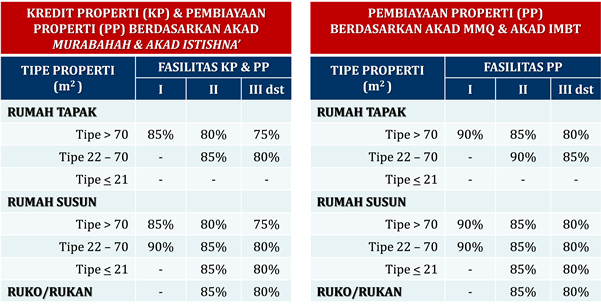 KREDIT PROPERTI (KP) & PEMBIAYAAN
PROPERTI (PP) BERDASARKAN AKAD
MURABAHAH & AKAD ISTISHNA’
TIPE PROPERTI
(m²)
FASILITAS KP & PP
I II III dst
RUMAH TAPAK
Tipe > 70 85% 80% 75%
Tipe 22 – 70 - 85% 80%
Tipe ≤ 21 - - -
RUMAH SUSUN
Tipe > 70 85% 80% 75%
Tipe 22 – 70 90% 85% 80%
Tipe ≤ 21 - 85% 80%
RUKO/RUKAN - 85% 80%
PEMBIAYAAN PROPERTI (PP)
BERDASARKAN AKAD MMQ & AKAD IMBT
TIPE PROPERTI
(m²)
FASILITAS PP
I II III dst
RUMAH TAPAK
Tipe > 70 90% 85% 80%
Tipe 22 – 70 - 90% 85%
Tipe ≤ 21 - - -
RUMAH SUSUN
Tipe > 70 90% 85% 80%
Tipe 22 – 70 90% 85% 80%
Tipe ≤ 21 - 85% 80%
RUKO/RUKAN - 85% 80%